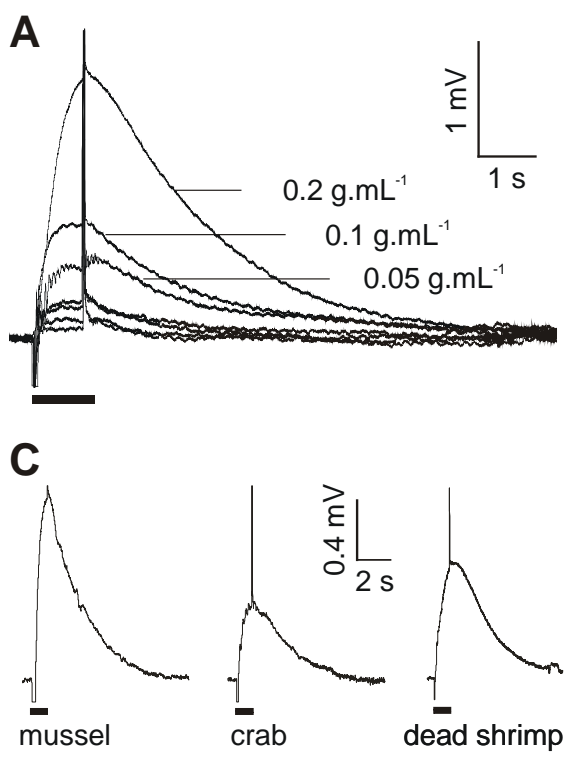 A
1 mV
1 s
0.2 g.mL⁻¹
0.1 g.mL⁻¹
0.05 g.mL⁻¹
C
0.4 mV
2 s
mussel crab dead shrimp